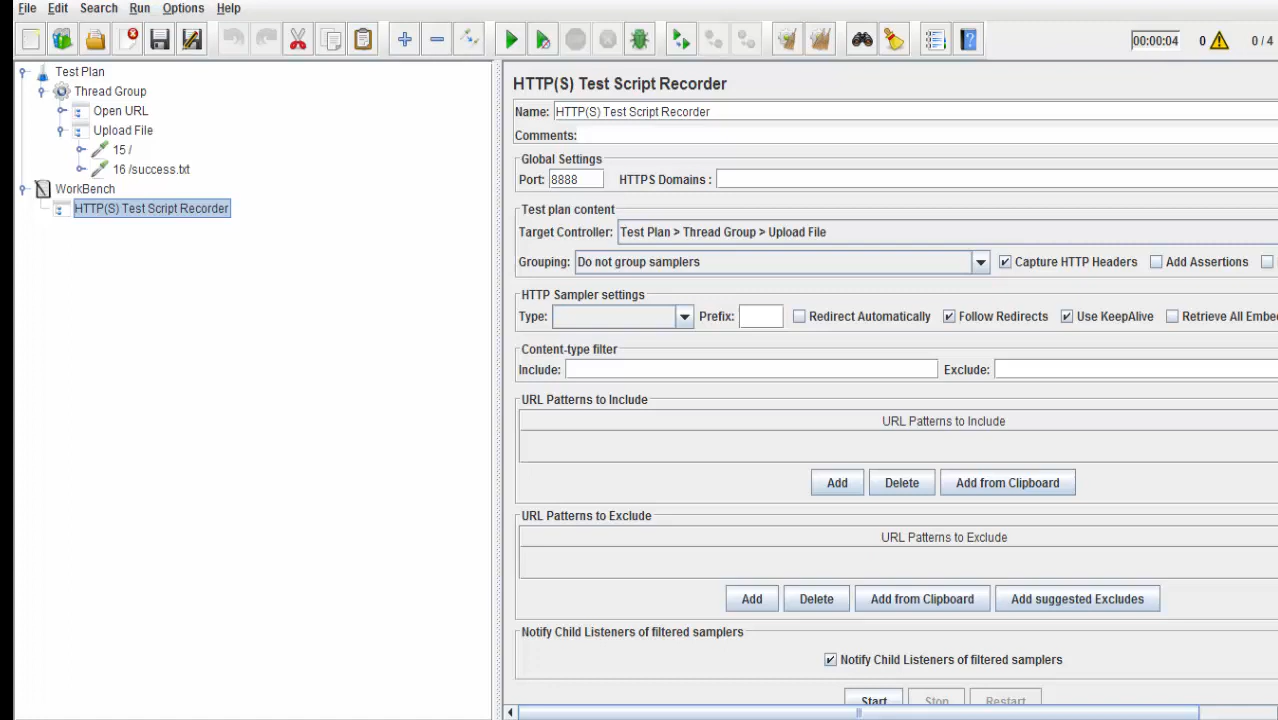 File Edit Search Run Options Help
00:00:04 0 0 / 4
Test Plan
Thread Group
Open URL
Upload File
15 /
16 /success.txt
WorkBench
HTTP(S) Test Script Recorder
HTTP(S) Test Script Recorder
Name: HTTP(S) Test Script Recorder
Comments:
Global Settings
Port: 8888 HTTPS Domains :
Test plan content
Target Controller: Test Plan > Thread Group > Upload File
Grouping: Do not group samplers Capture HTTP Headers Add Assertions
HTTP Sampler settings
Type: Prefix: Redirect Automatically Follow Redirects Use KeepAlive Retrieve All Embe
Content-type filter
Include: Exclude:
URL Patterns to Include
URL Patterns to Include
Add Delete Add from Clipboard
URL Patterns to Exclude
URL Patterns to Exclude
Add Delete Add from Clipboard Add suggested Excludes
Notify Child Listeners of filtered samplers
Notify Child Listeners of filtered samplers
Start Stop Restart